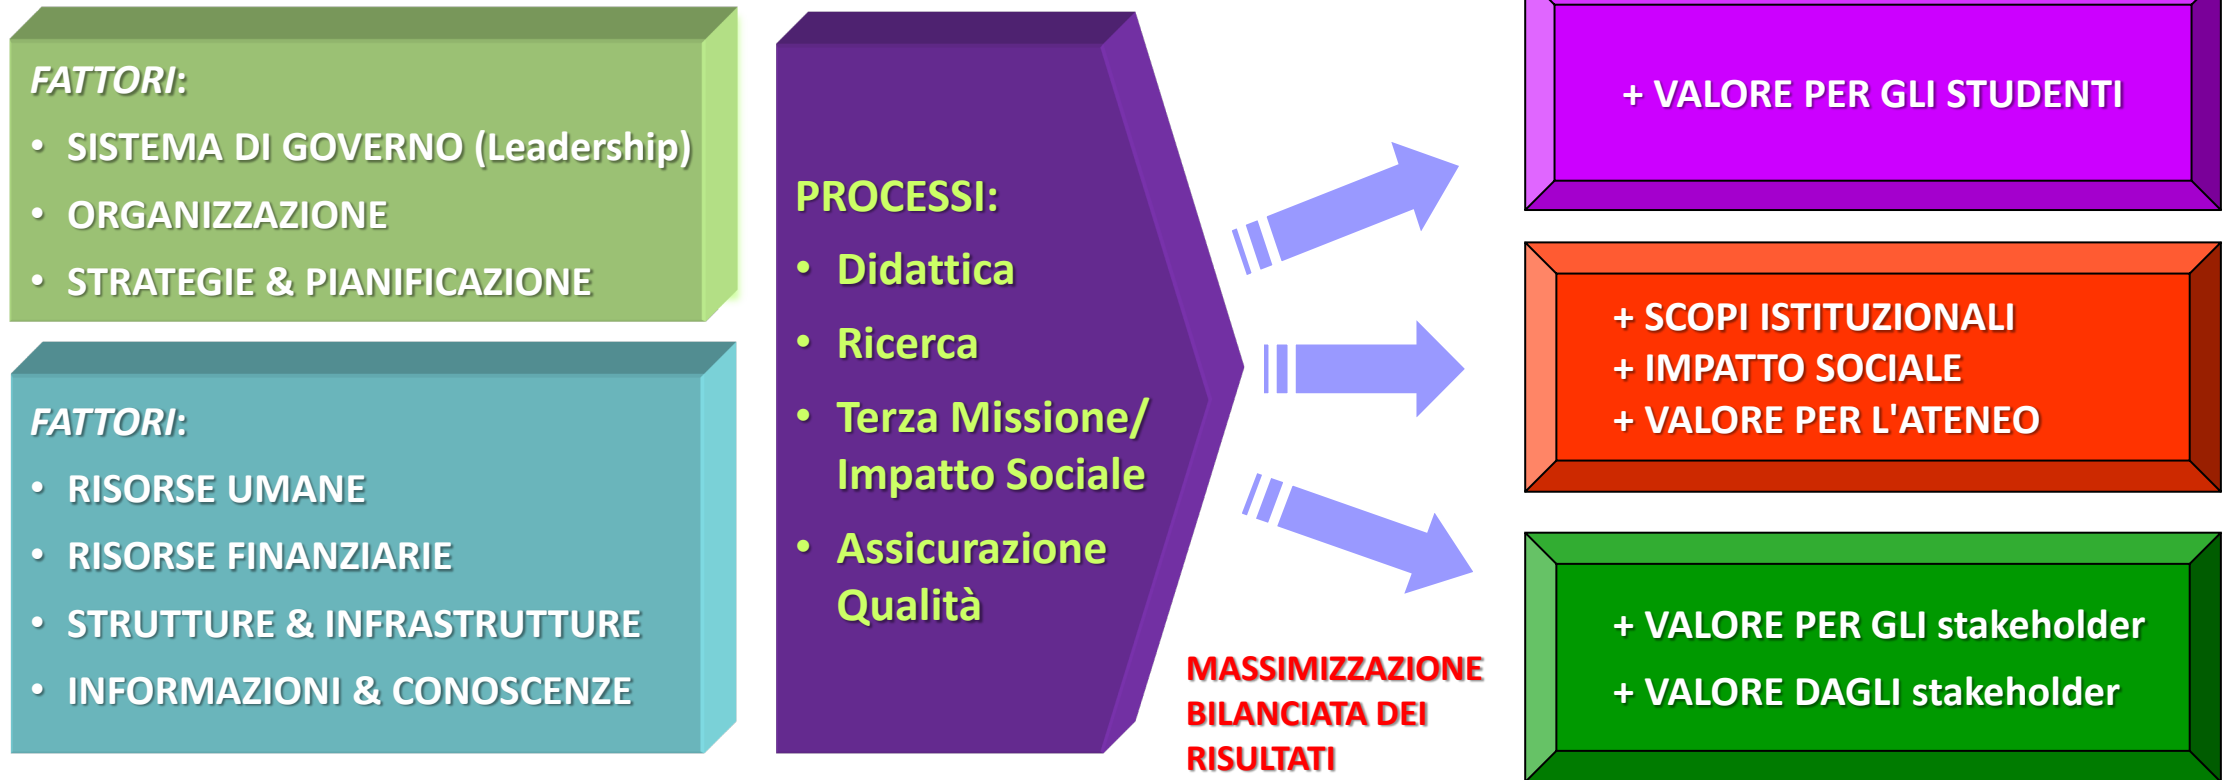 FATTORI:
• SISTEMA DI GOVERNO (Leadership)
• ORGANIZZAZIONE
• STRATEGIE & PIANIFICAZIONE
FATTORI:
• RISORSE UMANE
• RISORSE FINANZIARIE
• STRUTTURE & INFRASTRUTTURE
• INFORMAZIONI & CONOSCENZE
PROCESSI:
• Didattica
• Ricerca
• Terza Missione/
Impatto Sociale
• Assicurazione
Qualità
MASSIMIZZAZIONE
BILANCIATA DEI
RISULTATI
+ VALORE PER GLI STUDENTI
+ SCOPI ISTITUZIONALI
+ IMPATTO SOCIALE
+ VALORE PER L'ATENEO
+ VALORE PER GLI stakeholder
+ VALORE DAGLI stakeholder